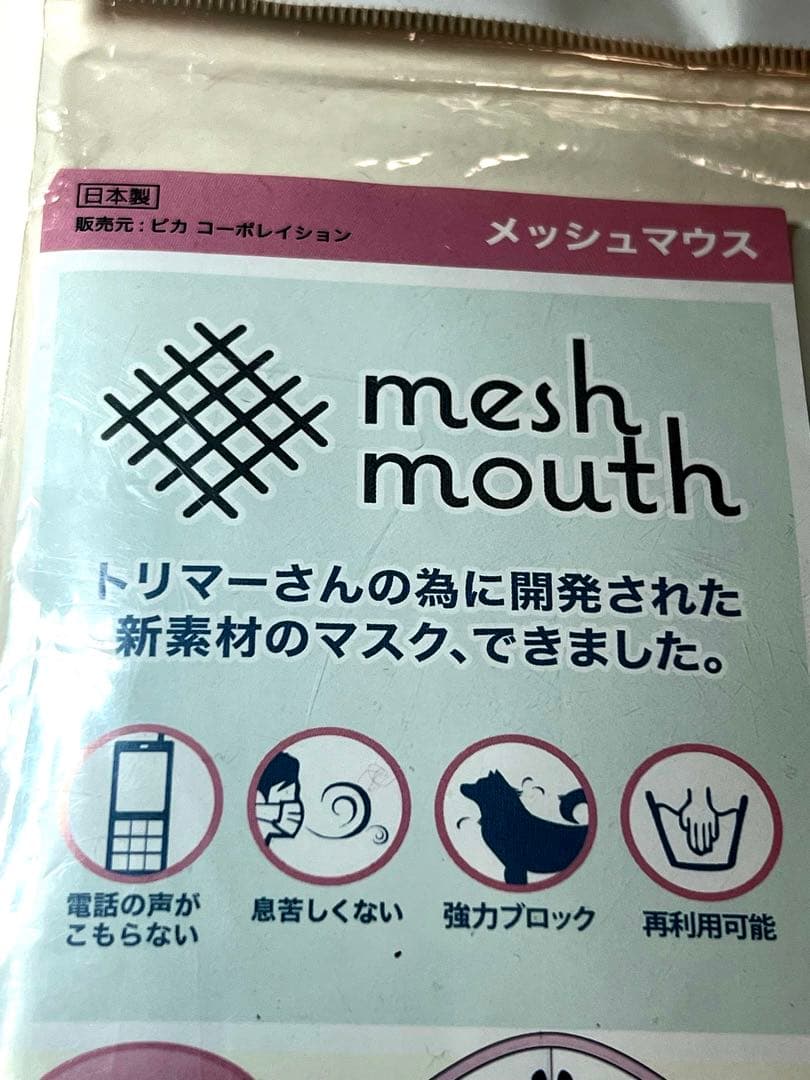 日本製
販売元：ピカ コーポレイション
メッシュマウス
mesh
mouth
トリマーさんの為に開発された
新素材のマスク、できました。
電話の声が
こもらない
息苦しくない
強力ブロック
再利用可能